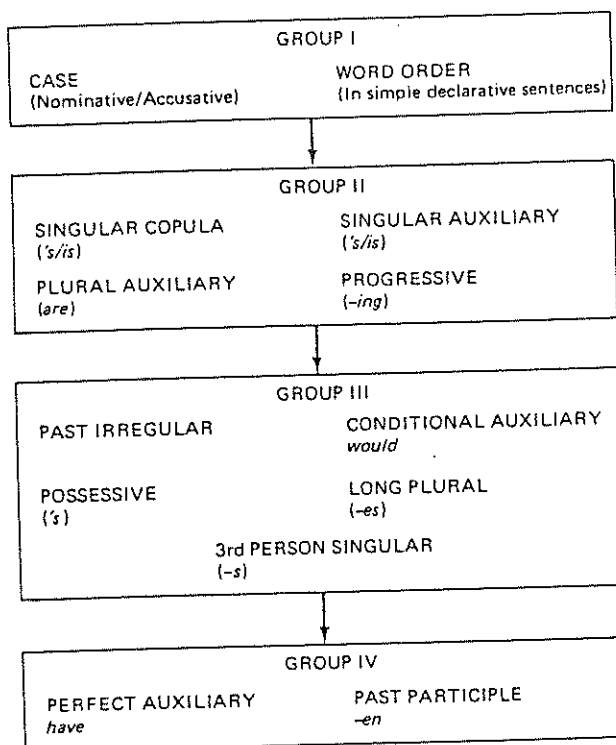 GROUP I
CASE
(Nominative/Accusative)
WORD ORDER
(In simple declarative sentences)
GROUP II
SINGULAR COPULA
('s/is)
SINGULAR AUXILIARY
('s/is)
PLURAL AUXILIARY
(are)
PROGRESSIVE
(–ing)
GROUP III
PAST IRREGULAR
CONDITIONAL AUXILIARY
would
POSSESSIVE
('s)
LONG PLURAL
(–es)
3rd PERSON SINGULAR
(–s)
GROUP IV
PERFECT AUXILIARY
have
PAST PARTICIPLE
–en